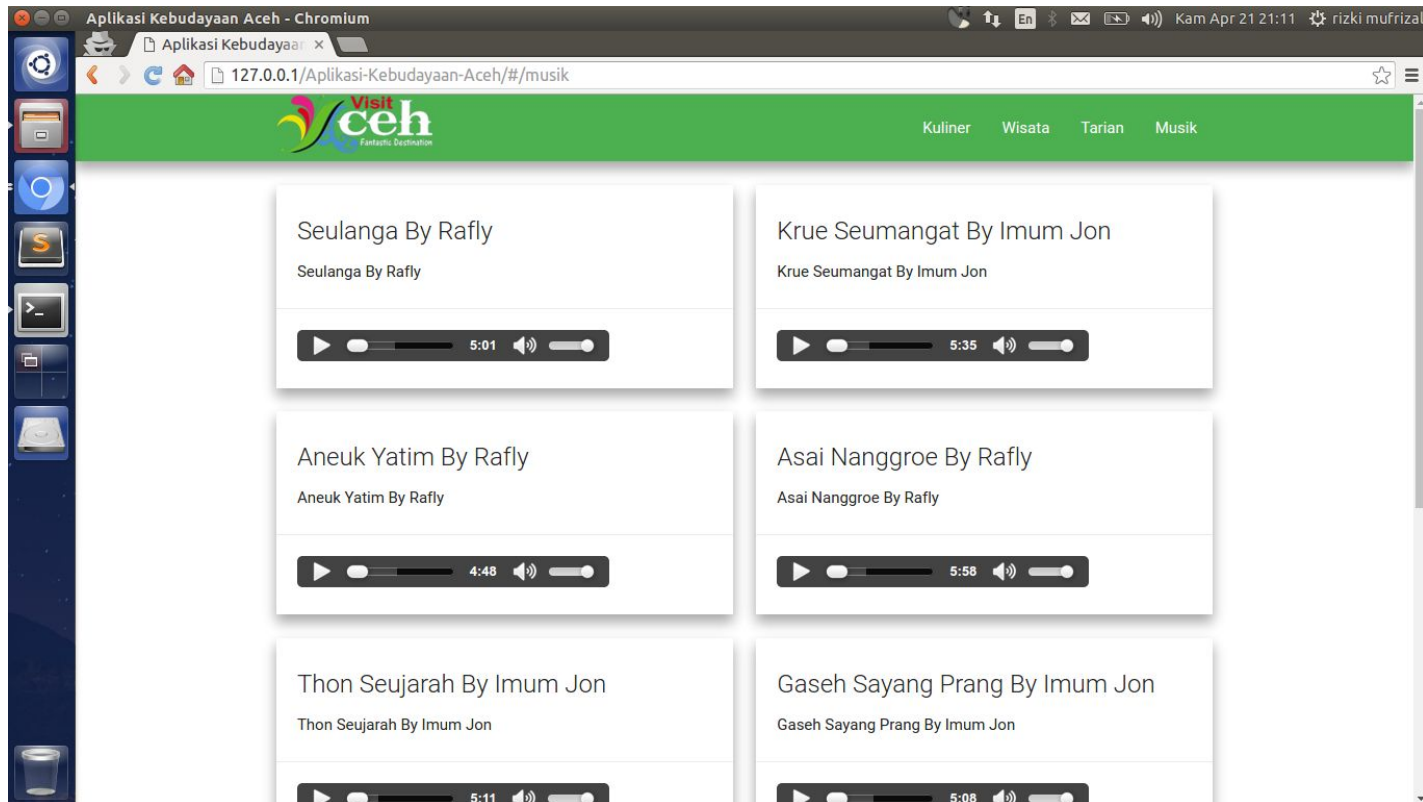 Aplikasi Kebudayaan Aceh - Chromium
En
Kam Apr 21 21:11
rizki mufrizal
Aplikasi Kebudayaan
127.0.0.1/Aplikasi-Kebudayaan-Aceh/#/musik
Visit
Aceh
Fantastic Destination
Kuliner Wisata Tarian Musik
Seulanga By Rafly
Seulanga By Rafly
5:01
Krue Seumangat By Imum Jon
Krue Seumangat By Imum Jon
5:35
Aneuk Yatim By Rafly
Aneuk Yatim By Rafly
4:48
Asai Nanggroe By Rafly
Asai Nanggroe By Rafly
5:58
Thon Seujarah By Imum Jon
Thon Seujarah By Imum Jon
5:11
Gaseh Sayang Prang By Imum Jon
Gaseh Sayang Prang By Imum Jon
5:08